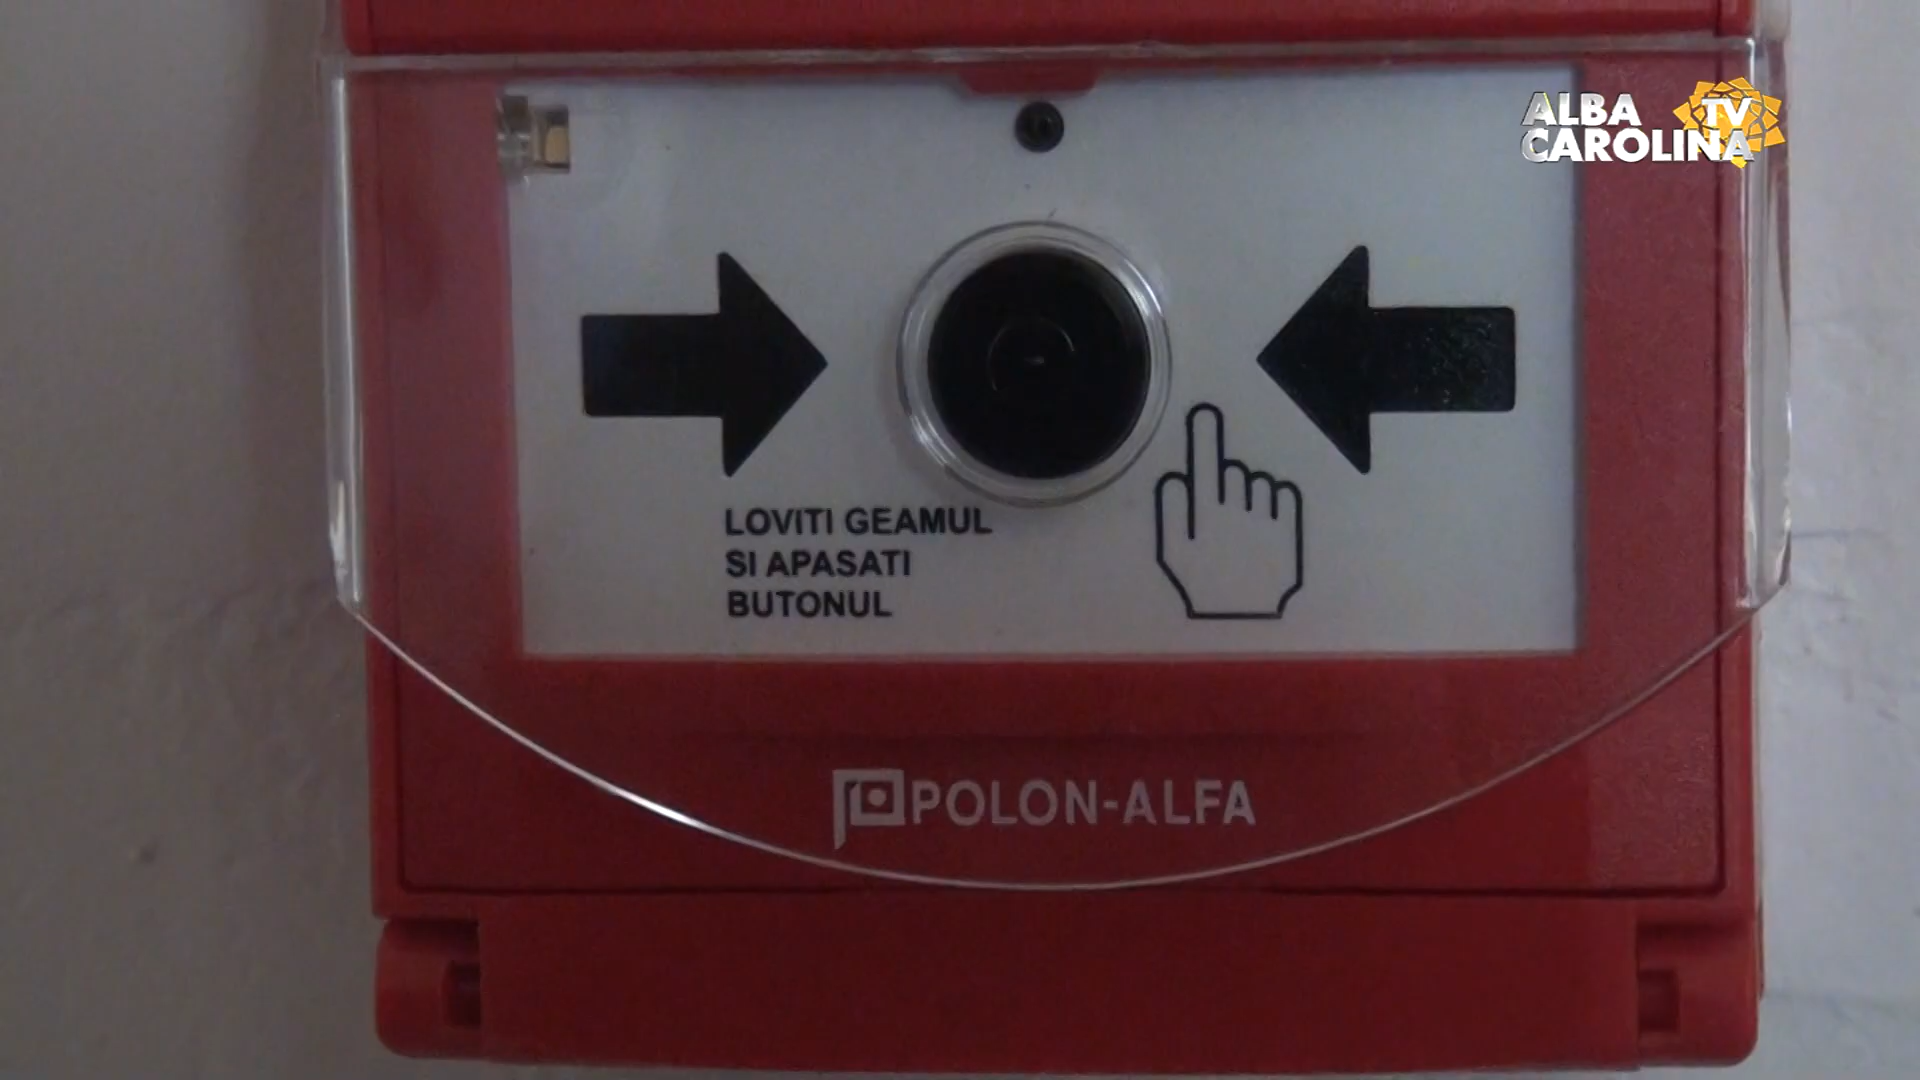 ALBA TV
CAROLINA
LOVITI GEAMUL
SI APASATI
BUTONUL
POLON-ALFA